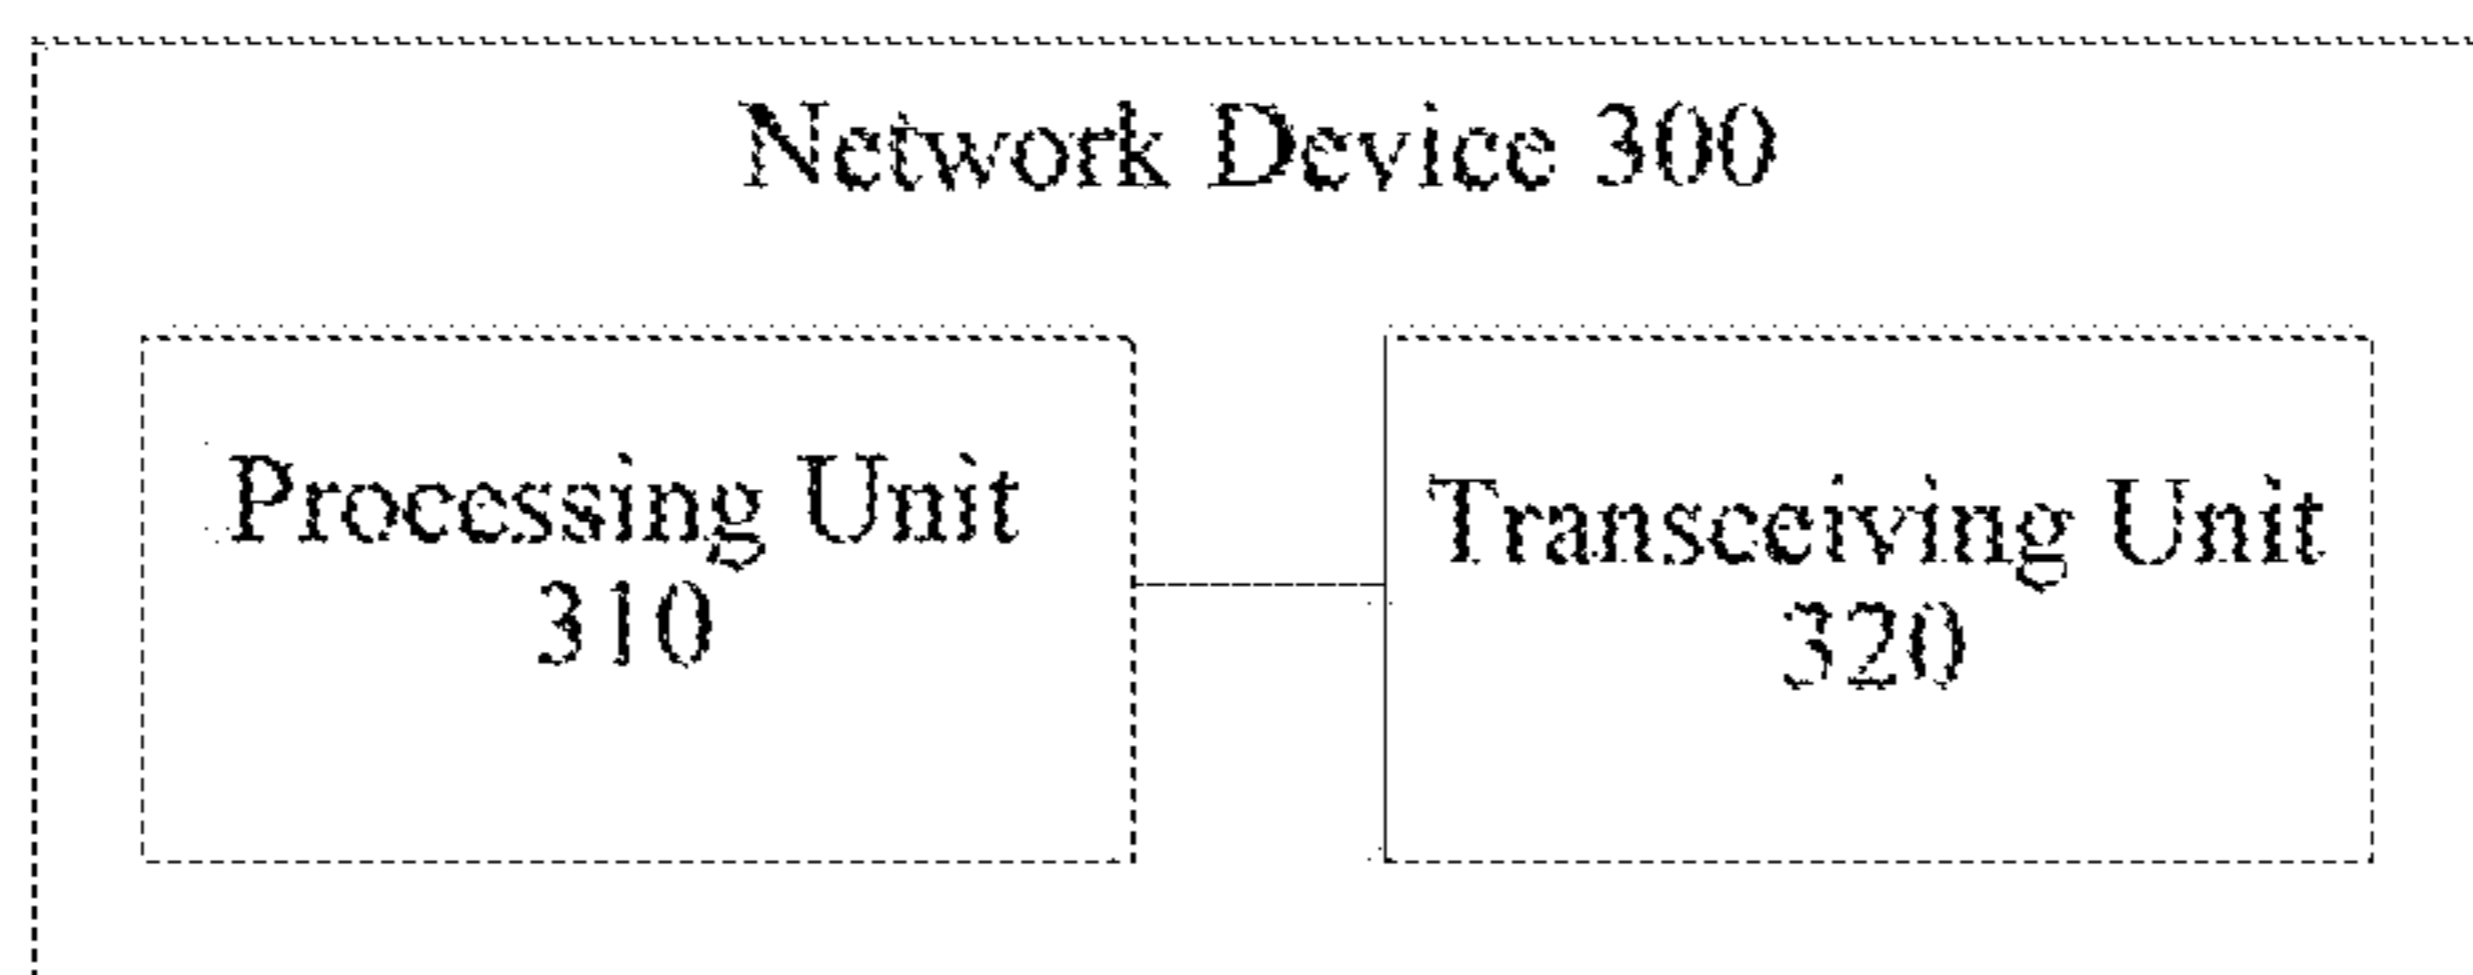 Network Device 300
Processing Unit
310
Transceiving Unit
320